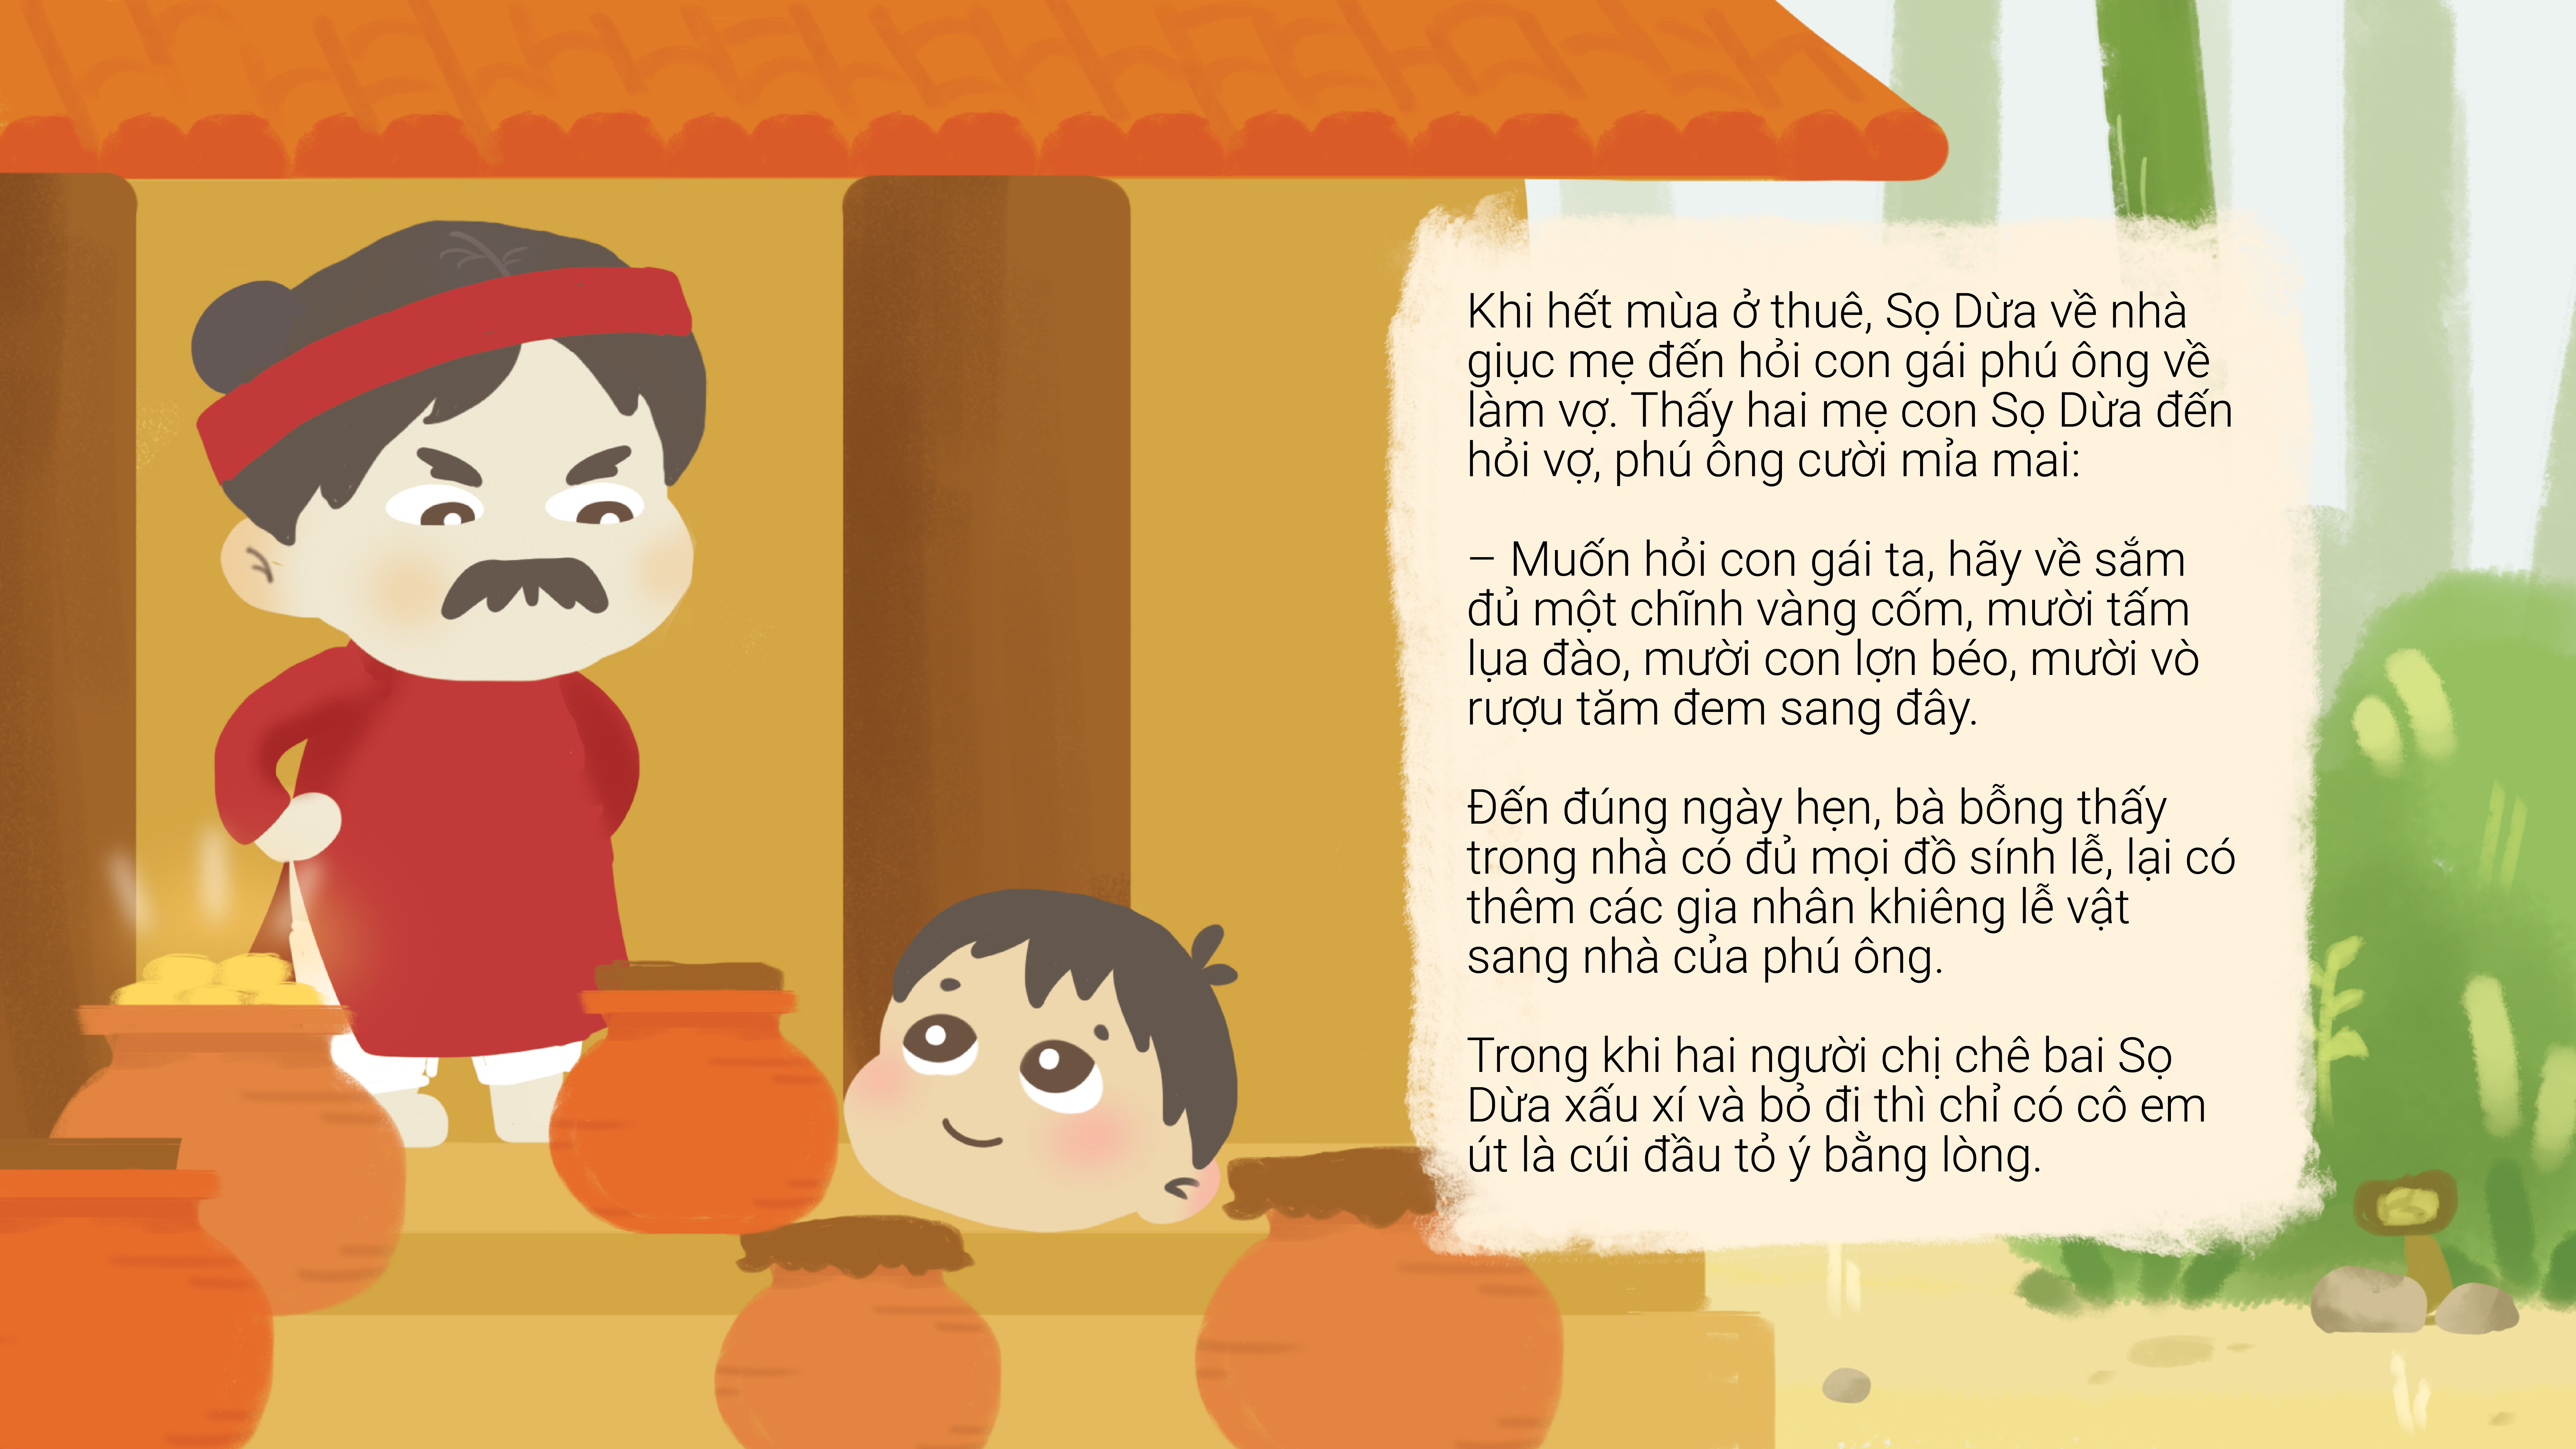 Khi hết mùa ở thuê, Sọ Dừa về nhà
giục mẹ đến hỏi con gái phú ông về
làm vợ. Thấy hai mẹ con Sọ Dừa đến
hỏi vợ, phú ông cười mỉa mai:
– Muốn hỏi con gái ta, hãy về sắm
đủ một chĩnh vàng cốm, mười tấm
lụa đào, mười con lợn béo, mười vò
rượu tăm đem sang đây.
Đến đúng ngày hẹn, bà bỗng thấy
trong nhà có đủ mọi đồ sính lễ, lại có
thêm các gia nhân khiêng lễ vật
sang nhà của phú ông.
Trong khi hai người chị chê bai Sọ
Dừa xấu xí và bỏ đi thì chỉ có cô em
út là cúi đầu tỏ ý bằng lòng.